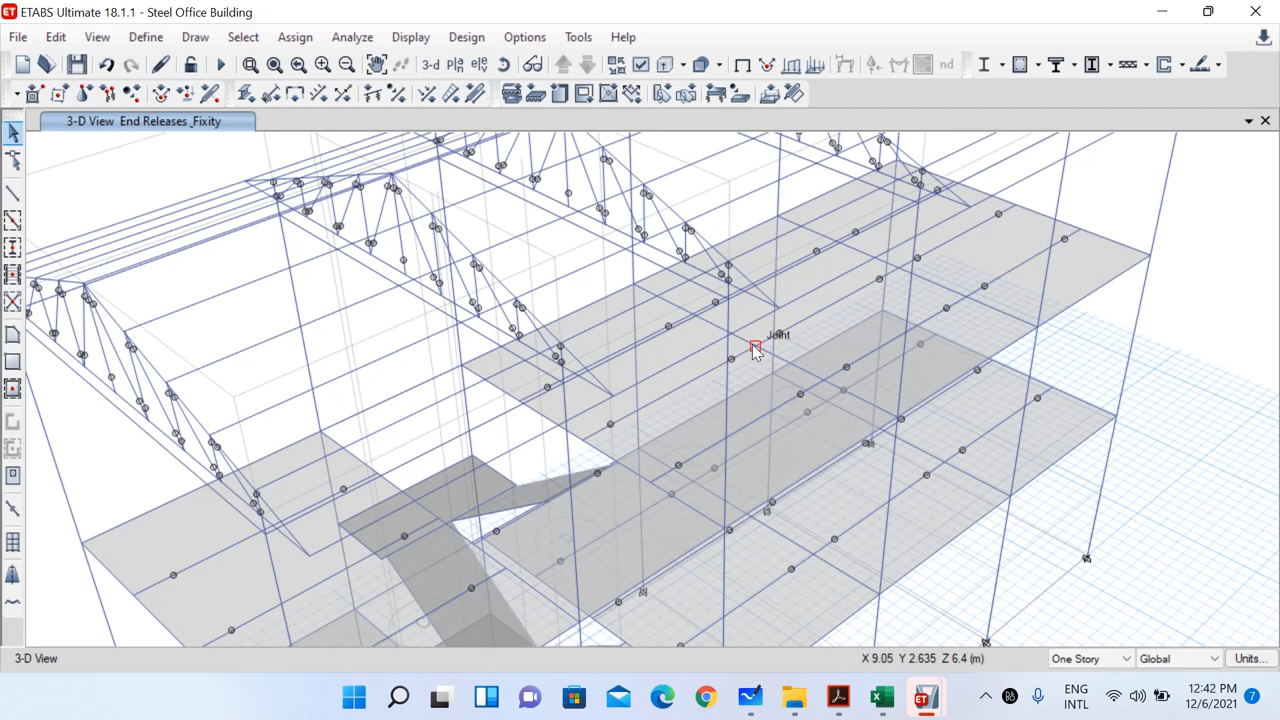 ETABS Ultimate 18.1.1 - Steel Office Building
File Edit View Define Draw Select Assign Analyze Display Design Options Tools Help
3-d
nd
3-D View End Releases _Fixity
Joint
3-D View
X 9.05 Y 2.635 Z 6.4 (m)
One Story
Global
Units...
ENG
INTL
12:42 PM
12/6/2021
7